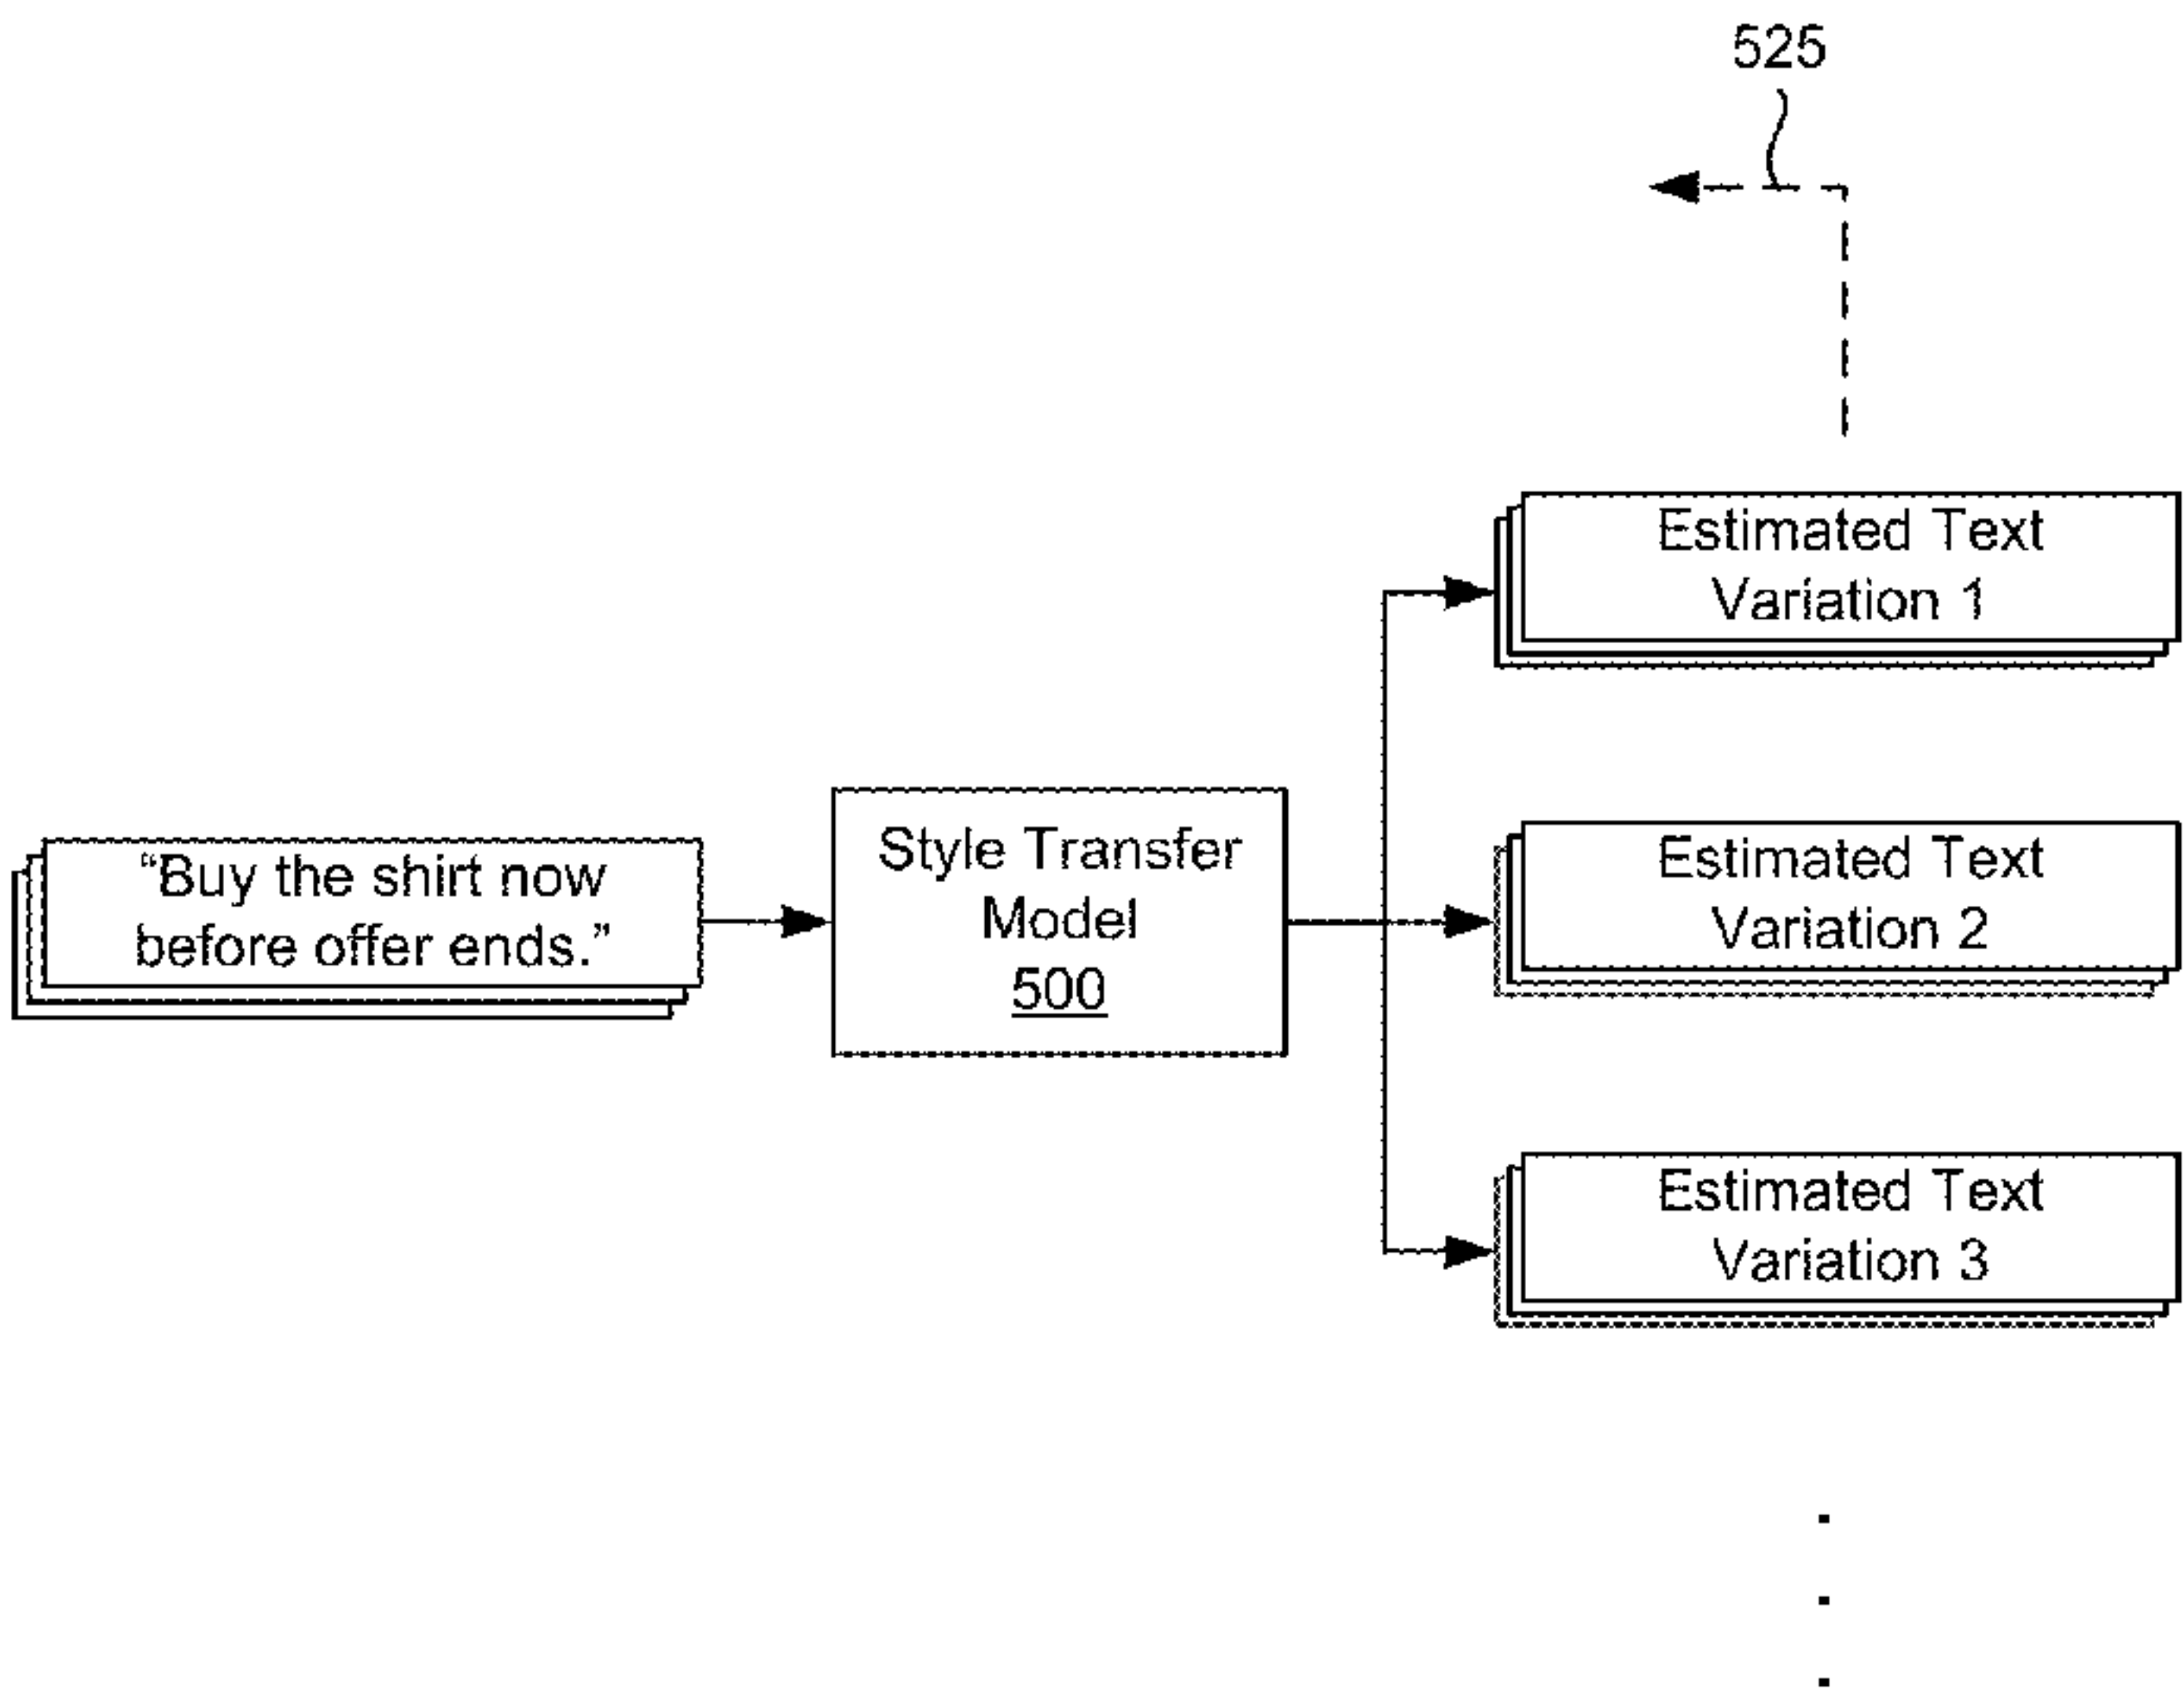 525
Estimated Text
Variation 1
“Buy the shirt now
before offer ends.”
Style Transfer
Model
500
Estimated Text
Variation 2
Estimated Text
Variation 3